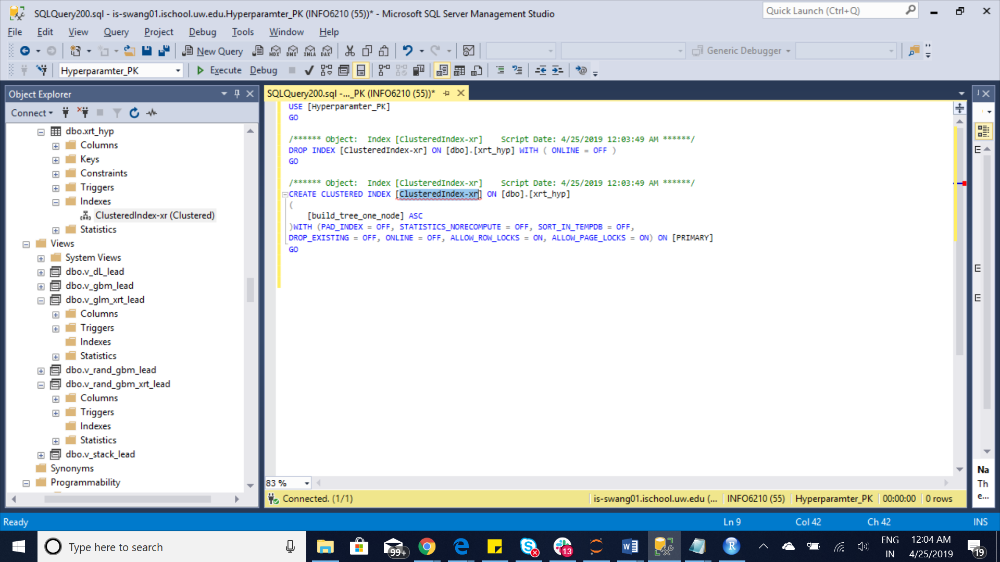 SQLQuery200.sql - is-swang01.ischool.uw.edu.Hyperparamter_PK (INFO6210 (55))* - Microsoft SQL Server Management Studio
Quick Launch (Ctrl+Q)
File Edit View Query Project Debug Tools Window Help
New Query MDX DMX XMLA DAX Generic Debugger
Hyperparamter_PK Execute Debug
Object Explorer
Connect
dbo.xrt_hyp
Columns
Keys
Constraints
Triggers
Indexes
ClusteredIndex-xr (Clustered)
Statistics
Views
System Views
dbo.v_dL_lead
dbo.v_gbm_lead
dbo.v_glm_xrt_lead
Columns
Triggers
Indexes
Statistics
dbo.v_rand_gbm_lead
dbo.v_rand_gbm_xrt_lead
Columns
Triggers
Indexes
Statistics
dbo.v_stack_lead
Synonyms
Programmability
SQLQuery200.sql -..._PK (INFO6210 (55))*
USE [Hyperparamter_PK]
GO
/****** Object:  Index [ClusteredIndex-xr]    Script Date: 4/25/2019 12:03:49 AM ******/
DROP INDEX [ClusteredIndex-xr] ON [dbo].[xrt_hyp] WITH ( ONLINE = OFF )
GO
/****** Object:  Index [ClusteredIndex-xr]    Script Date: 4/25/2019 12:03:49 AM ******/
CREATE CLUSTERED INDEX [ClusteredIndex-xr] ON [dbo].[xrt_hyp]
(
[build_tree_one_node] ASC
)WITH (PAD_INDEX = OFF, STATISTICS_NORECOMPUTE = OFF, SORT_IN_TEMPDB = OFF,
DROP_EXISTING = OFF, ONLINE = OFF, ALLOW_ROW_LOCKS = ON, ALLOW_PAGE_LOCKS = ON) ON [PRIMARY]
GO
83 %
Connected. (1/1) is-swang01.ischool.uw.edu (... INFO6210 (55) Hyperparamter_PK 00:00:00 0 rows
Na
Th
e...
Ready Ln 9 Col 42 Ch 42 INS
Type here to search
99+
13
ENG
IN
12:04 AM
4/25/2019
19